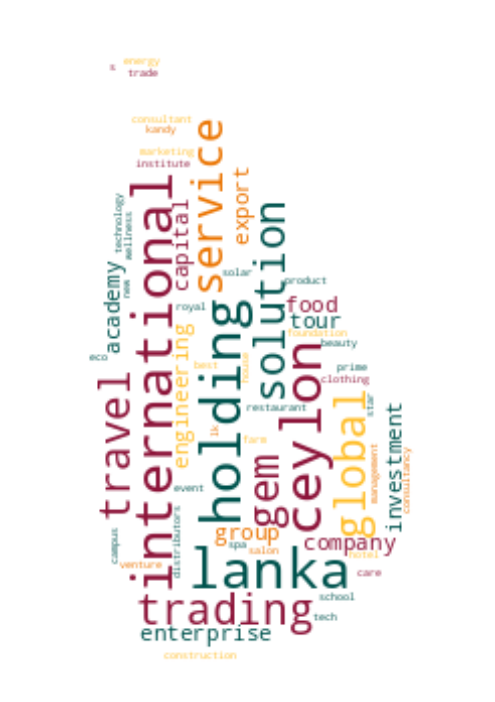 energy
s
trade
consultant
kandy
marketing
institute
service
international
capital
export
technology
wellness
solution
academy
new
solar
product
holding
royal
food
tour
engineering
foundation
beauty
ceylon
eco
best
house
prime
travel
clothing
global
star
restaurant
investment
lk
farm
gem
management
consultancy
event
distributors
group
campus
company
spa
salon
hotel
venture
lanka
care
trading
school
tech
enterprise
construction